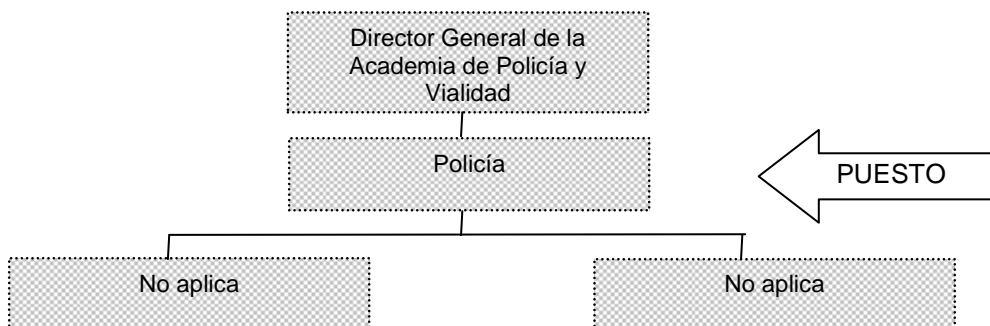 Director General de la
Academia de Policía y
Vialidad
Policía
PUESTO
No aplica
No aplica